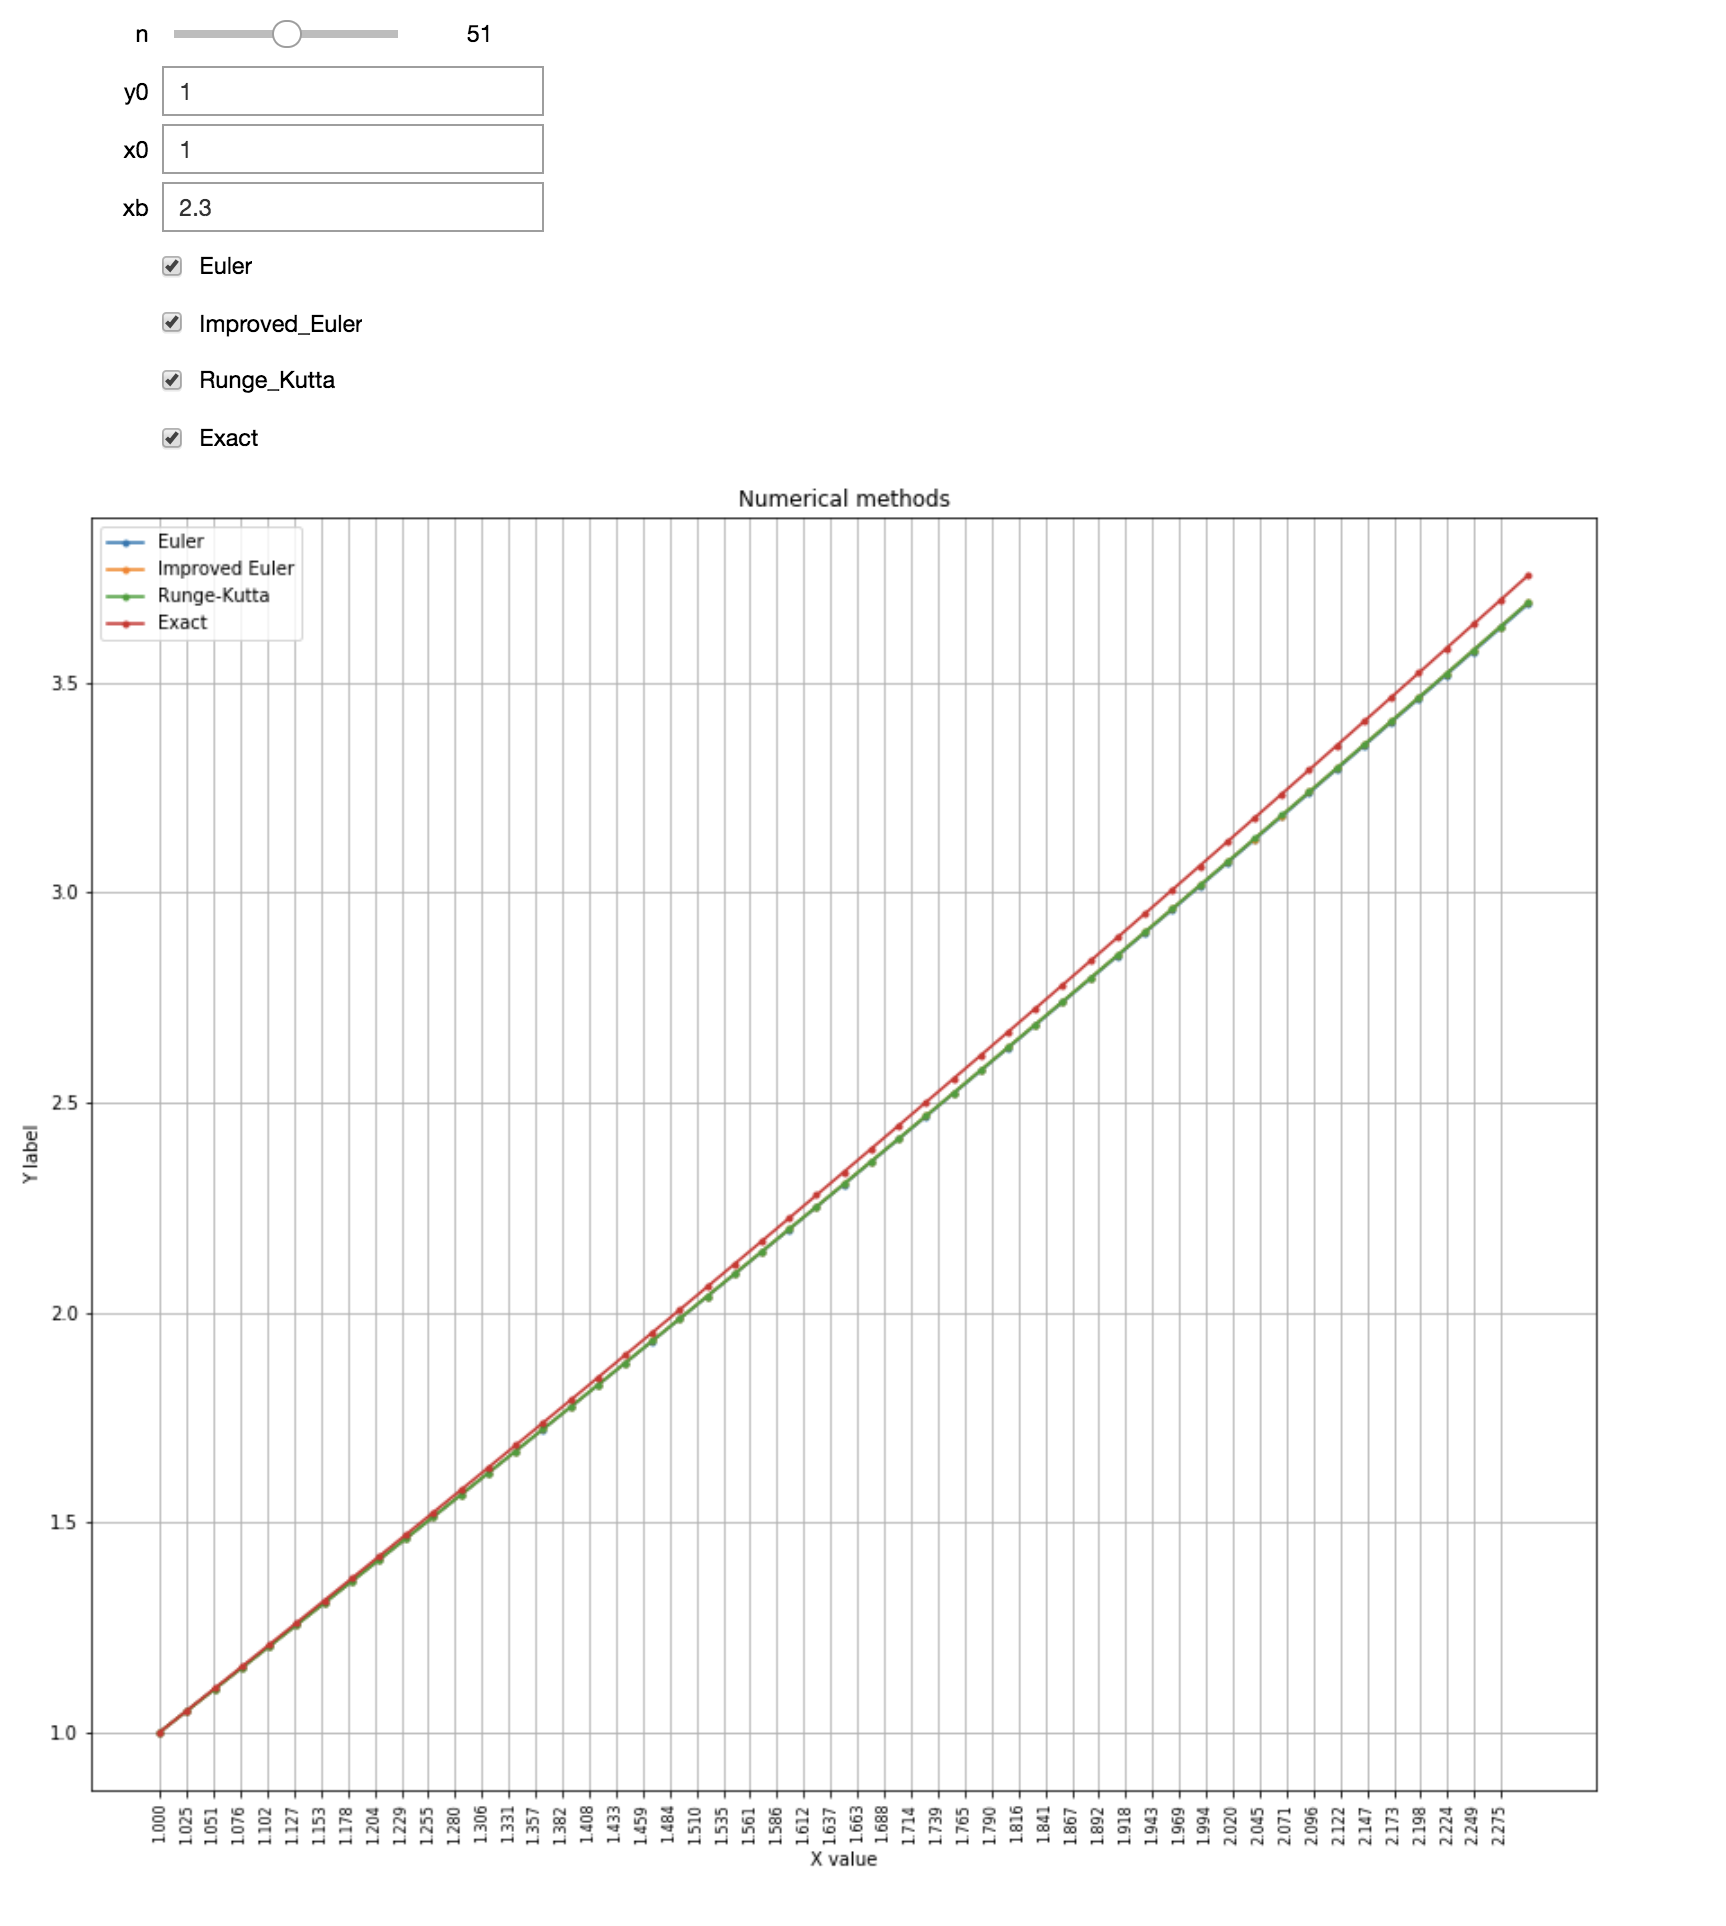 n 51
y0 1
x0 1
xb 2.3
Euler
Improved_Euler
Runge_Kutta
Exact
Numerical methods
Euler
Improved Euler
Runge-Kutta
Exact
3.5
3.0
2.5
2.0
1.5
1.0
Y label
1.000 1.025 1.051 1.076 1.102 1.127 1.153 1.178 1.204 1.229 1.255 1.280 1.306 1.331 1.357 1.382 1.408 1.433 1.459 1.484 1.510 1.535 1.561 1.586 1.612 1.637 1.663 1.688 1.714 1.739 1.765 1.790 1.816 1.841 1.867 1.892 1.918 1.943 1.969 1.994 2.020 2.045 2.071 2.096 2.122 2.147 2.173 2.198 2.224 2.249 2.275
X value